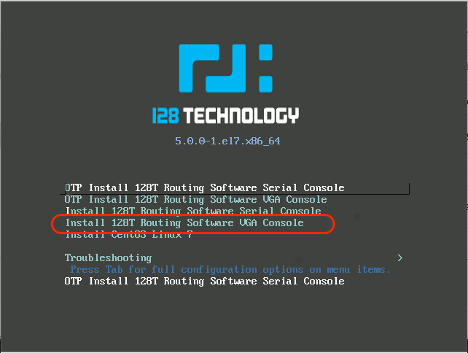 128 TECHNOLOGY
5.0.0-1.el7.x86_64
OTP Install 128T Routing Software Serial Console
OTP Install 128T Routing Software VGA Console
Install 128T Routing Software Serial Console
Install 128T Routing Software VGA Console
Install CentOS Linux 7
Troubleshooting >
Press Tab for full configuration options on menu items.
OTP Install 128T Routing Software Serial Console